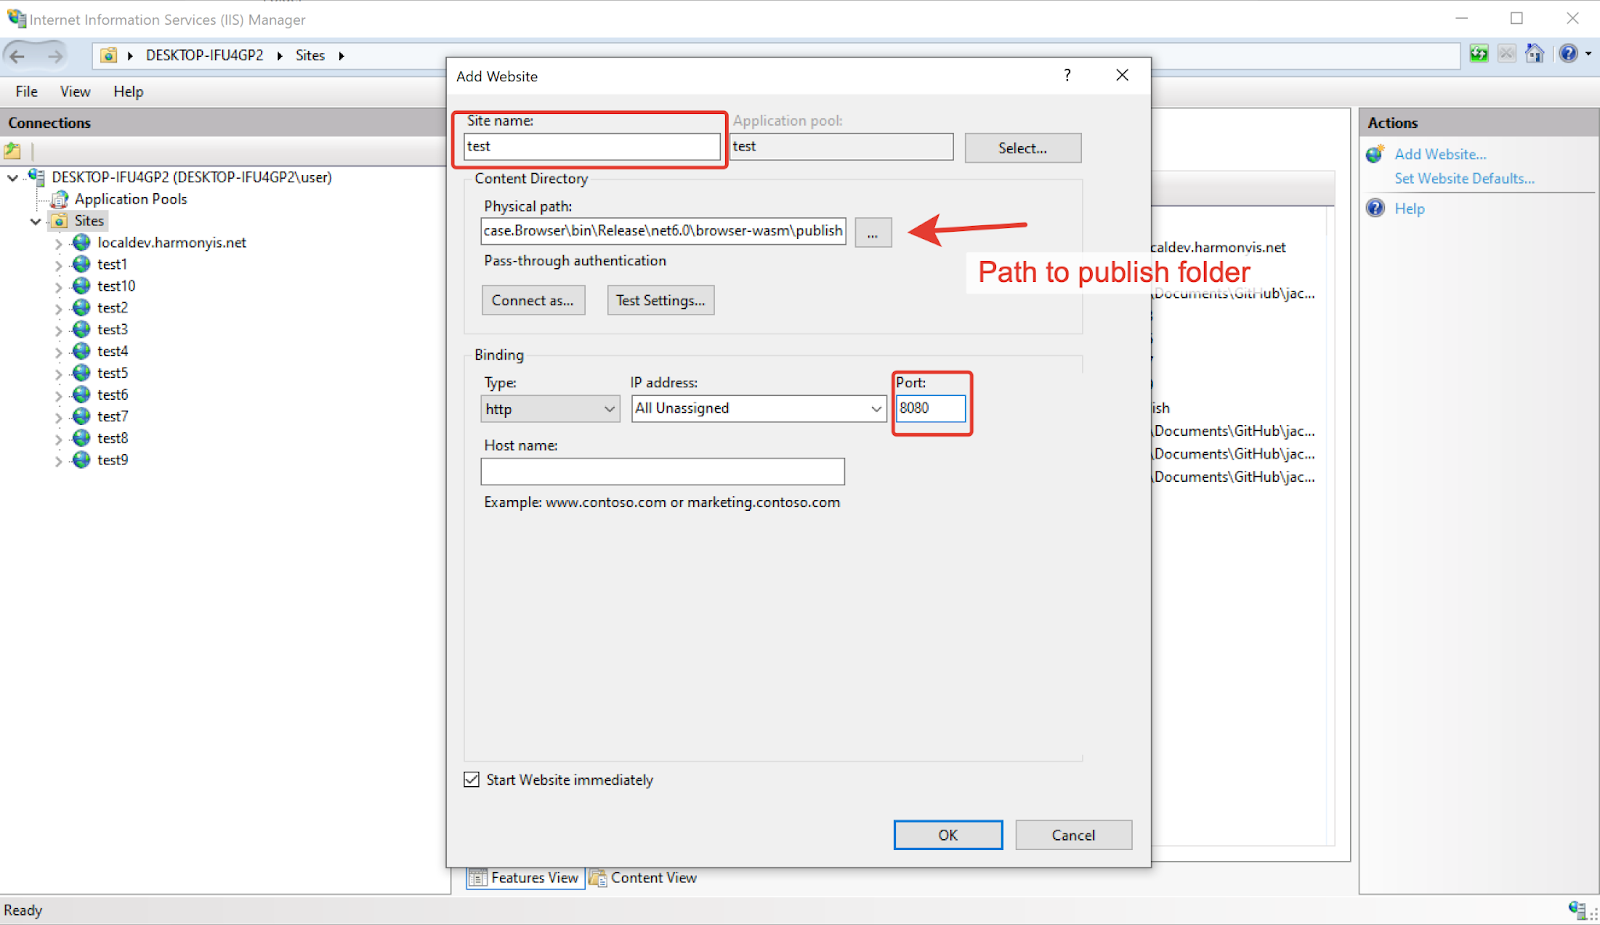 Internet Information Services (IIS) Manager
DESKTOP-IFU4GP2 Sites
File View Help
Connections
DESKTOP-IFU4GP2 (DESKTOP-IFU4GP2\user)
Application Pools
Sites
localdev.harmonyis.net
test1
test10
test2
test3
test4
test5
test6
test7
test8
test9
Add Website
?
Site name:
test
Application pool:
test
Select...
Content Directory
Physical path:
case.Browser\bin\Release\net6.0\browser-wasm\publish
...
Pass-through authentication
Connect as...
Test Settings...
Path to publish folder
Binding
Type:
http
IP address:
All Unassigned
Port:
8080
Host name:
Example: www.contoso.com or marketing.contoso.com
Start Website immediately
OK
Cancel
caldev.harmonvis.net
\Documents\GitHub\jac...
ish
\Documents\GitHub\jac...
\Documents\GitHub\jac...
\Documents\GitHub\jac...
Features View
Content View
Actions
Add Website...
Set Website Defaults...
Help
Ready